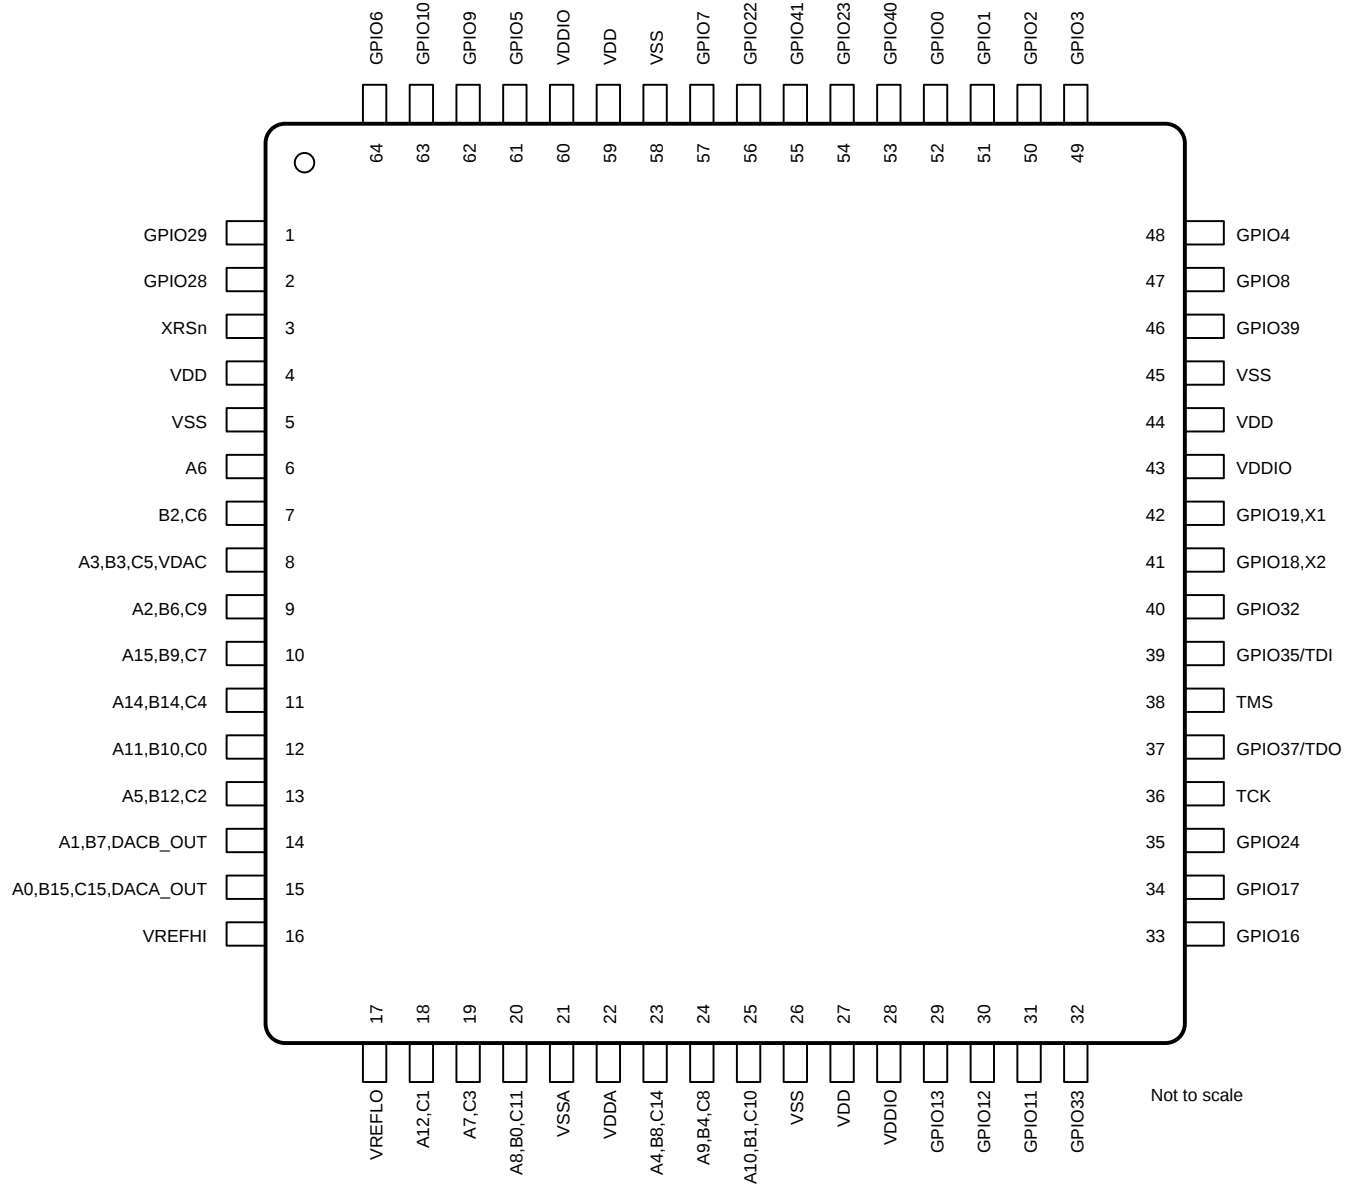 GPIO6
GPIO10
GPIO9
GPIO5
VDDIO
VDD
VSS
GPIO7
GPIO22
GPIO41
GPIO23
GPIO40
GPIO0
GPIO1
GPIO2
GPIO3
64
63
62
61
60
59
58
57
56
55
54
53
52
51
50
49
GPIO29 1 48 GPIO4
GPIO28 2 47 GPIO8
XRSn 3 46 GPIO39
VDD 4 45 VSS
VSS 5 44 VDD
A6 6 43 VDDIO
B2,C6 7 42 GPIO19,X1
A3,B3,C5,VDAC 8 41 GPIO18,X2
A2,B6,C9 9 40 GPIO32
A15,B9,C7 10 39 GPIO35/TDI
A14,B14,C4 11 38 TMS
A11,B10,C0 12 37 GPIO37/TDO
A5,B12,C2 13 36 TCK
A1,B7,DACB_OUT 14 35 GPIO24
A0,B15,C15,DACA_OUT 15 34 GPIO17
VREFHI 16 33 GPIO16
17
18
19
20
21
22
23
24
25
26
27
28
29
30
31
32
VREFLO
A12,C1
A7,C3
A8,B0,C11
VSSA
VDDA
A4,B8,C14
A9,B4,C8
A10,B1,C10
VSS
VDD
VDDIO
GPIO13
GPIO12
GPIO11
GPIO33
Not to scale